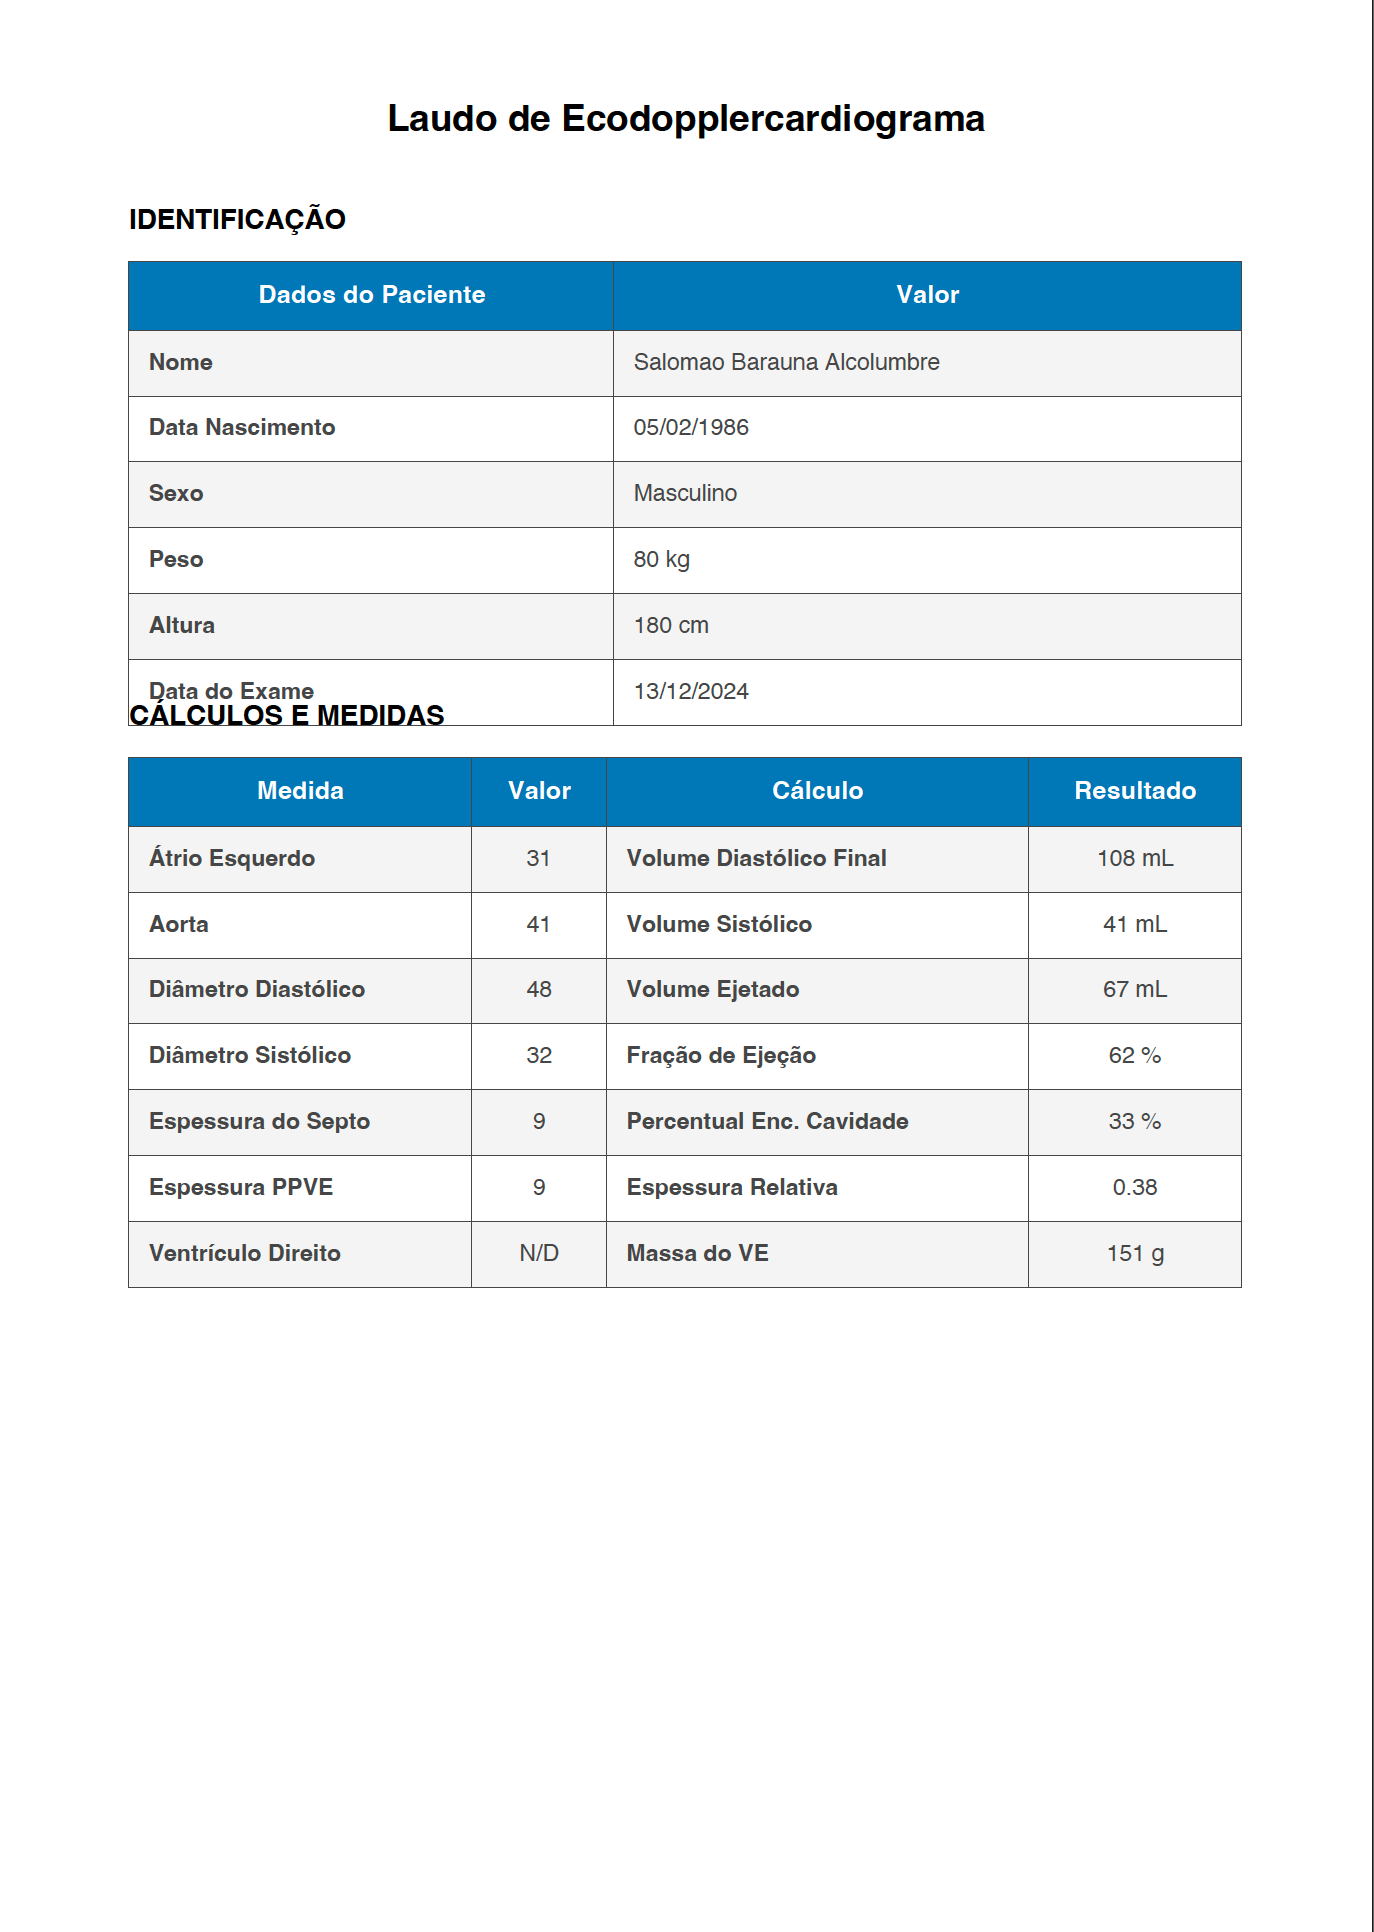 Laudo de Ecodopplercardiograma
IDENTIFICAÇÃO
Dados do Paciente Valor
Nome Salomao Barauna Alcolumbre
Data Nascimento 05/02/1986
Sexo Masculino
Peso 80 kg
Altura 180 cm
Data do Exame 13/12/2024
CÁLCULOS E MEDIDAS
Medida Valor Cálculo Resultado
Átrio Esquerdo 31 Volume Diastólico Final 108 mL
Aorta 41 Volume Sistólico 41 mL
Diâmetro Diastólico 48 Volume Ejetado 67 mL
Diâmetro Sistólico 32 Fração de Ejeção 62 %
Espessura do Septo 9 Percentual Enc. Cavidade 33 %
Espessura PPVE 9 Espessura Relativa 0.38
Ventrículo Direito N/D Massa do VE 151 g